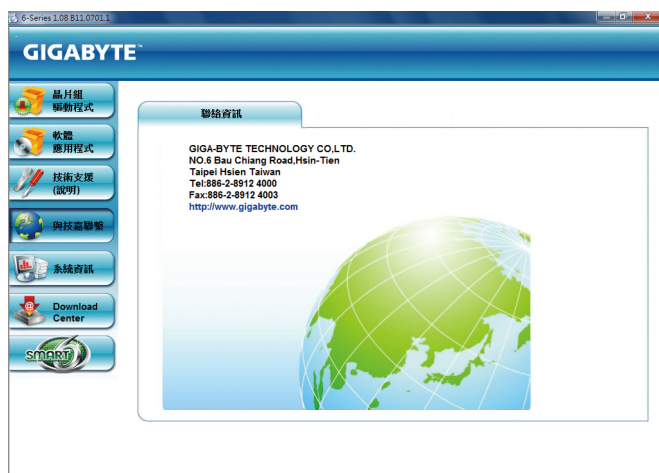 6-Series 1.08 B11.0701.1
GIGABYTE™
晶片組
驅動程式
軟體
應用程式
技術支援
(說明)
與技嘉聯繫
系統資訊
Download
Center
SMART6
聯絡資訊
GIGA-BYTE TECHNOLOGY CO,LTD.
NO.6 Bau Chiang Road,Hsin-Tien
Taipei Hsien Taiwan
Tel:886-2-8912 4000
Fax:886-2-8912 4003
http://www.gigabyte.com